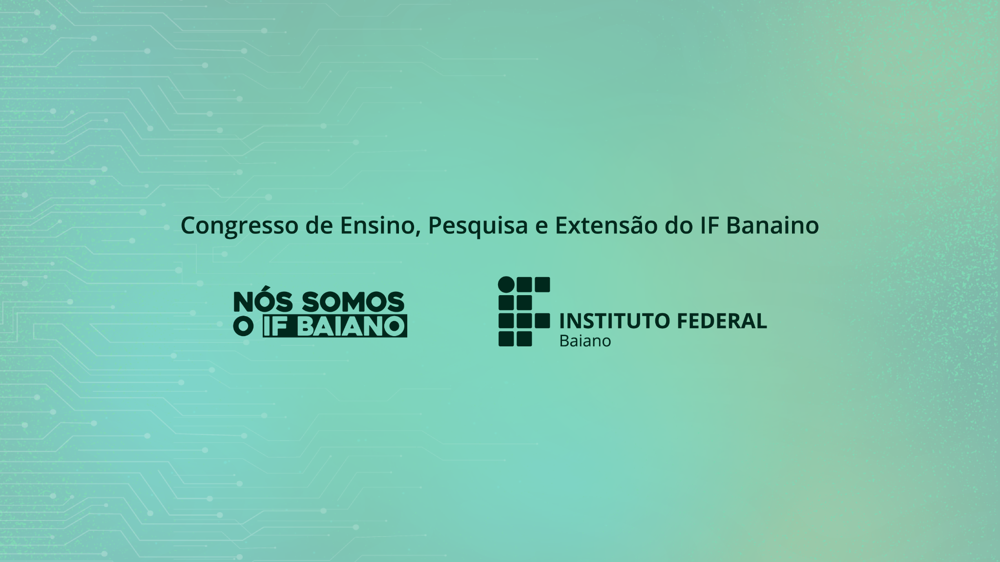 Congresso de Ensino, Pesquisa e Extensão do IF Banaino
NÓS SOMOS
O IF BAIANO
INSTITUTO FEDERAL
Baiano